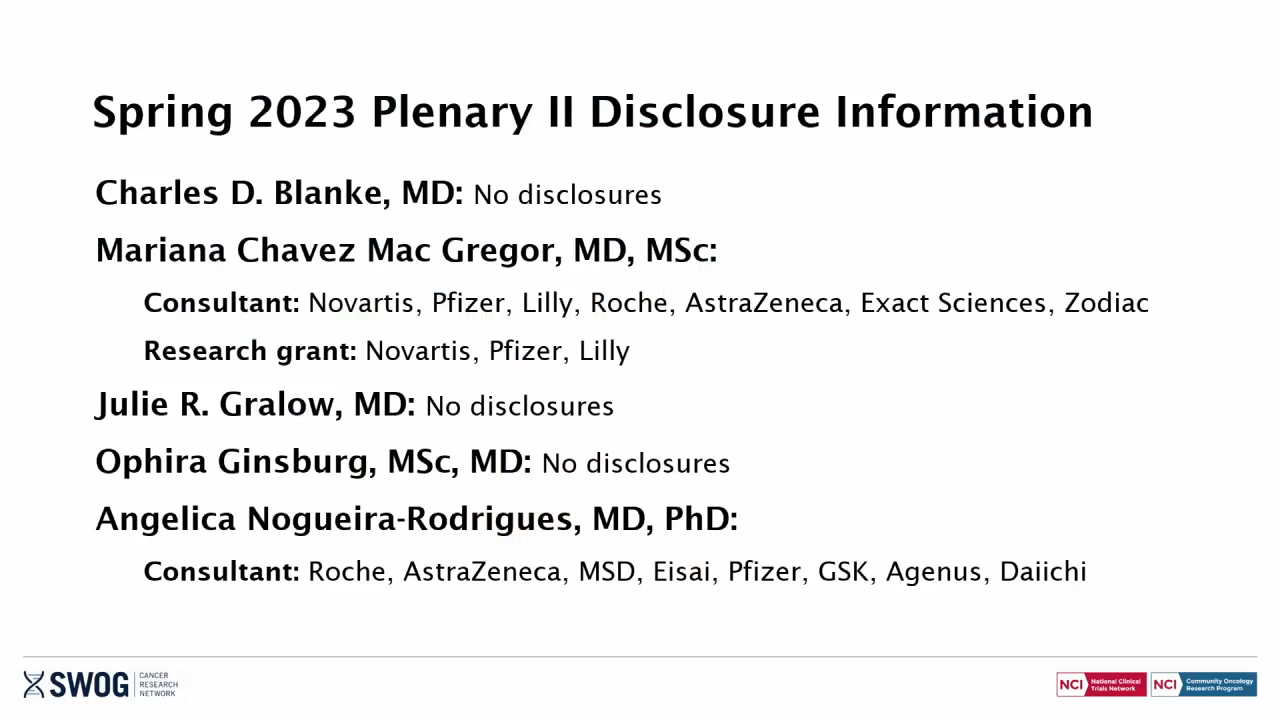 Spring 2023 Plenary II Disclosure Information
Charles D. Blanke, MD: No disclosures
Mariana Chavez Mac Gregor, MD, MSc:
Consultant: Novartis, Pfizer, Lilly, Roche, AstraZeneca, Exact Sciences, Zodiac
Research grant: Novartis, Pfizer, Lilly
Julie R. Gralow, MD: No disclosures
Ophira Ginsburg, MSc, MD: No disclosures
Angelica Nogueira-Rodrigues, MD, PhD:
Consultant: Roche, AstraZeneca, MSD, Eisai, Pfizer, GSK, Agenus, Daiichi
SWOG
CANCER
RESEARCH
NETWORK
NCI
National Clinical
Trials Network
NCI
Community Oncology
Research Program